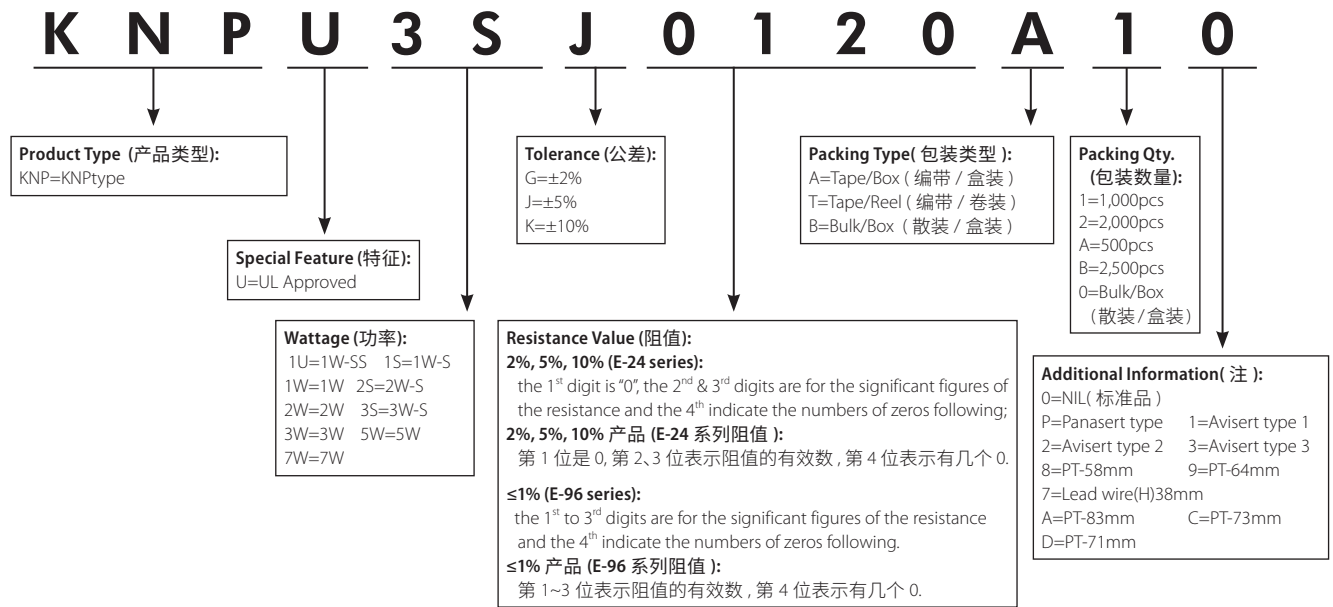 K N P U 3 S J 0 1 2 0 A 1 0
Product Type (产品类型):
KNP=KNPtype
Special Feature (特征):
U=UL Approved
Wattage (功率):
1U=1W-SS 1S=1W-S
1W=1W 2S=2W-S
2W=2W 3S=3W-S
3W=3W 5W=5W
7W=7W
Tolerance (公差):
G=±2%
J=±5%
K=±10%
Resistance Value (阻值):
2%, 5%, 10% (E-24 series):
the 1st digit is “0”, the 2nd & 3rd digits are for the significant figures of
the resistance and the 4th indicate the numbers of zeros following;
2%, 5%, 10% 产品 (E-24 系列阻值 ):
第 1 位是 0, 第 2、3 位表示阻值的有效数 , 第 4 位表示有几个 0.
≤1% (E-96 series):
the 1st to 3rd digits are for the significant figures of the resistance
and the 4th indicate the numbers of zeros following.
≤1% 产品 (E-96 系列阻值 ):
第 1~3 位表示阻值的有效数 , 第 4 位表示有几个 0.
Packing Type( 包装类型 ):
A=Tape/Box ( 编带 / 盒装 )
T=Tape/Reel ( 编带 / 卷装 )
B=Bulk/Box ( 散装 / 盒装 )
Packing Qty.
(包装数量):
1=1,000pcs
2=2,000pcs
A=500pcs
B=2,500pcs
0=Bulk/Box
(散装/盒装)
Additional Information( 注 ):
0=NIL( 标准品 )
P=Panasert type 1=Avisert type 1
2=Avisert type 2 3=Avisert type 3
8=PT-58mm 9=PT-64mm
7=Lead wire(H)38mm
A=PT-83mm C=PT-73mm
D=PT-71mm